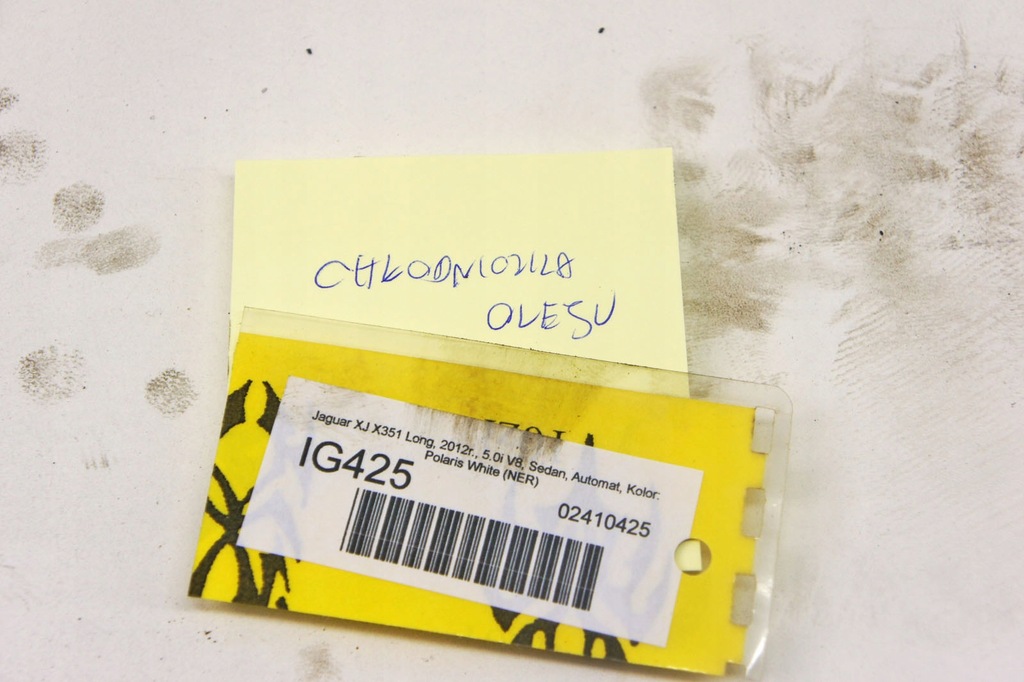 CHŁODNICZKA
OLEJU
Jaguar XJ X351 Long, 2012r., 5.0i V8, Sedan, Automat, Kolor:
Polaris White (NER)
IG425
02410425